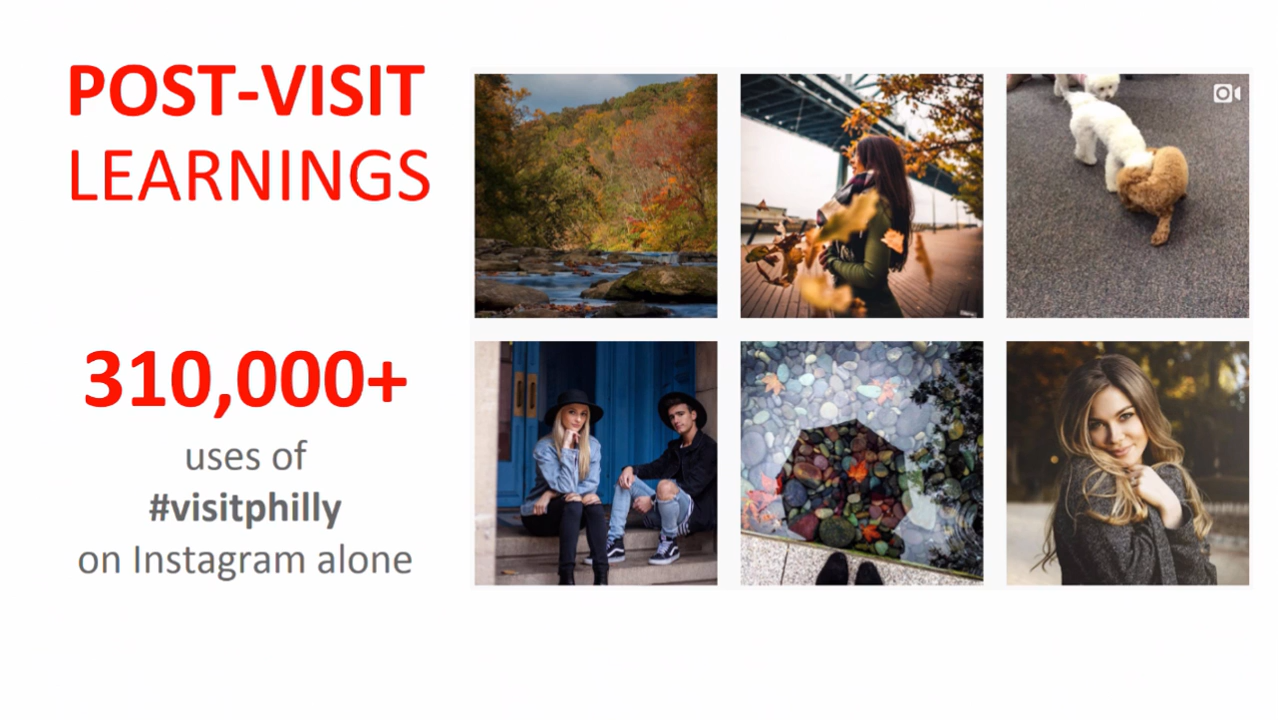 POST-VISIT
LEARNINGS
310,000+
uses of
#visitphilly
on Instagram alone